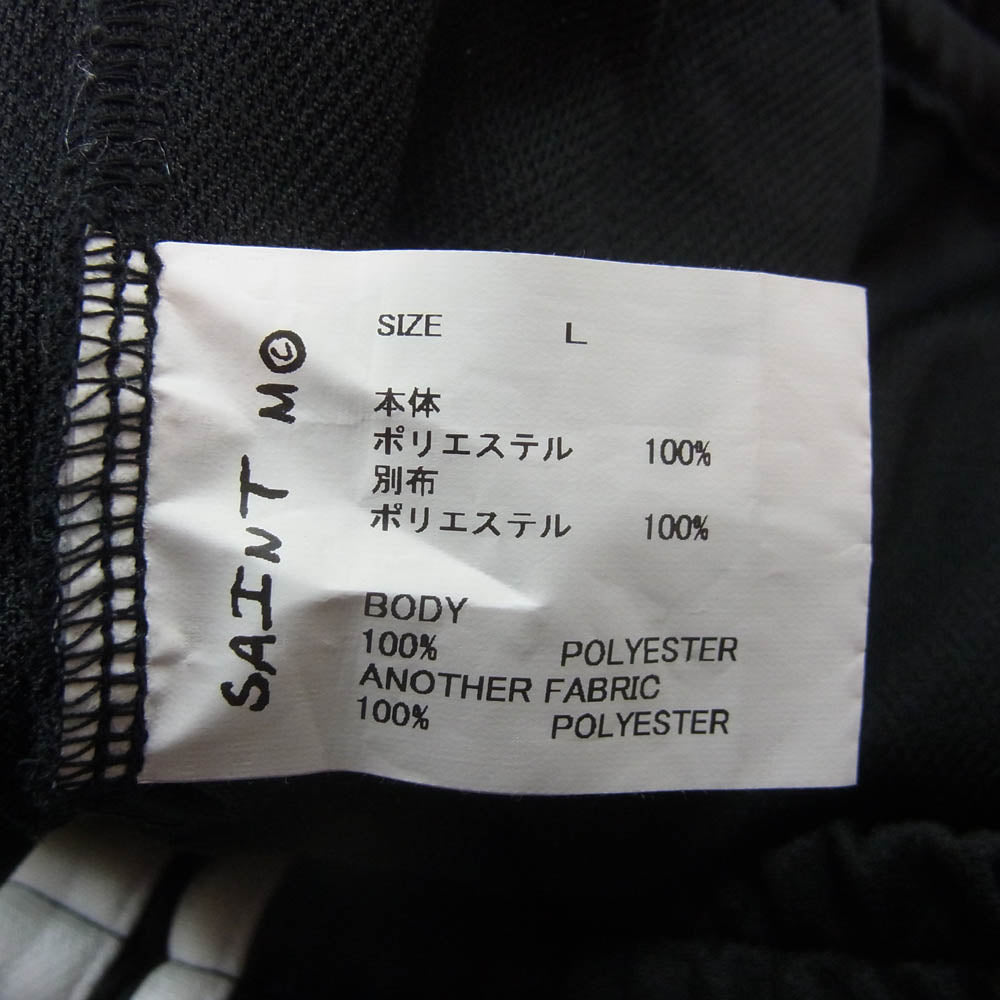 SAINT M©
SIZE L
本体
ポリエステル 100%
別布
ポリエステル 100%
BODY
100% POLYESTER
ANOTHER FABRIC
100% POLYESTER